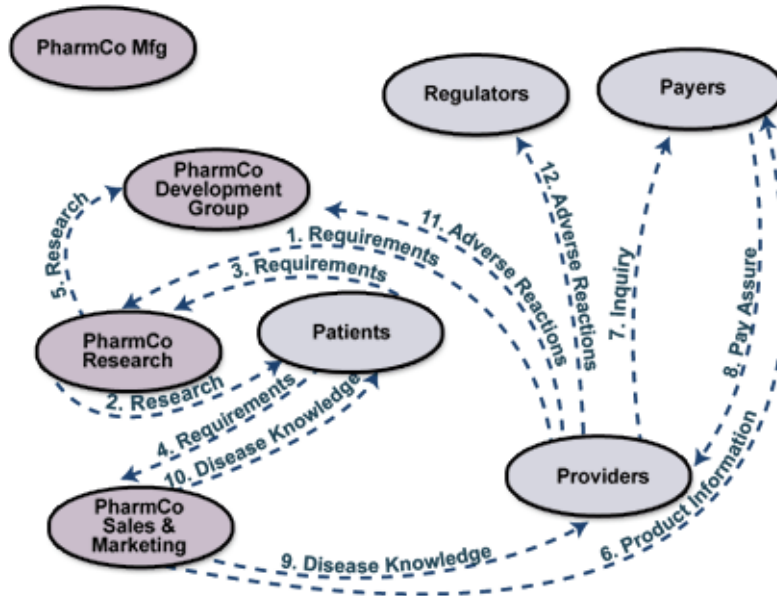 PharmCo Mfg
Regulators
Payers
PharmCo
Development
Group
5. Research
1. Requirements
11. Adverse Reactions
12. Adverse Reactions
7. Inquiry
8. Pay Assure
3. Requirements
PharmCo
Research
Patients
2. Research
4. Requirements
10. Disease Knowledge
Providers
PharmCo
Sales &
Marketing
9. Disease Knowledge
6. Product Information